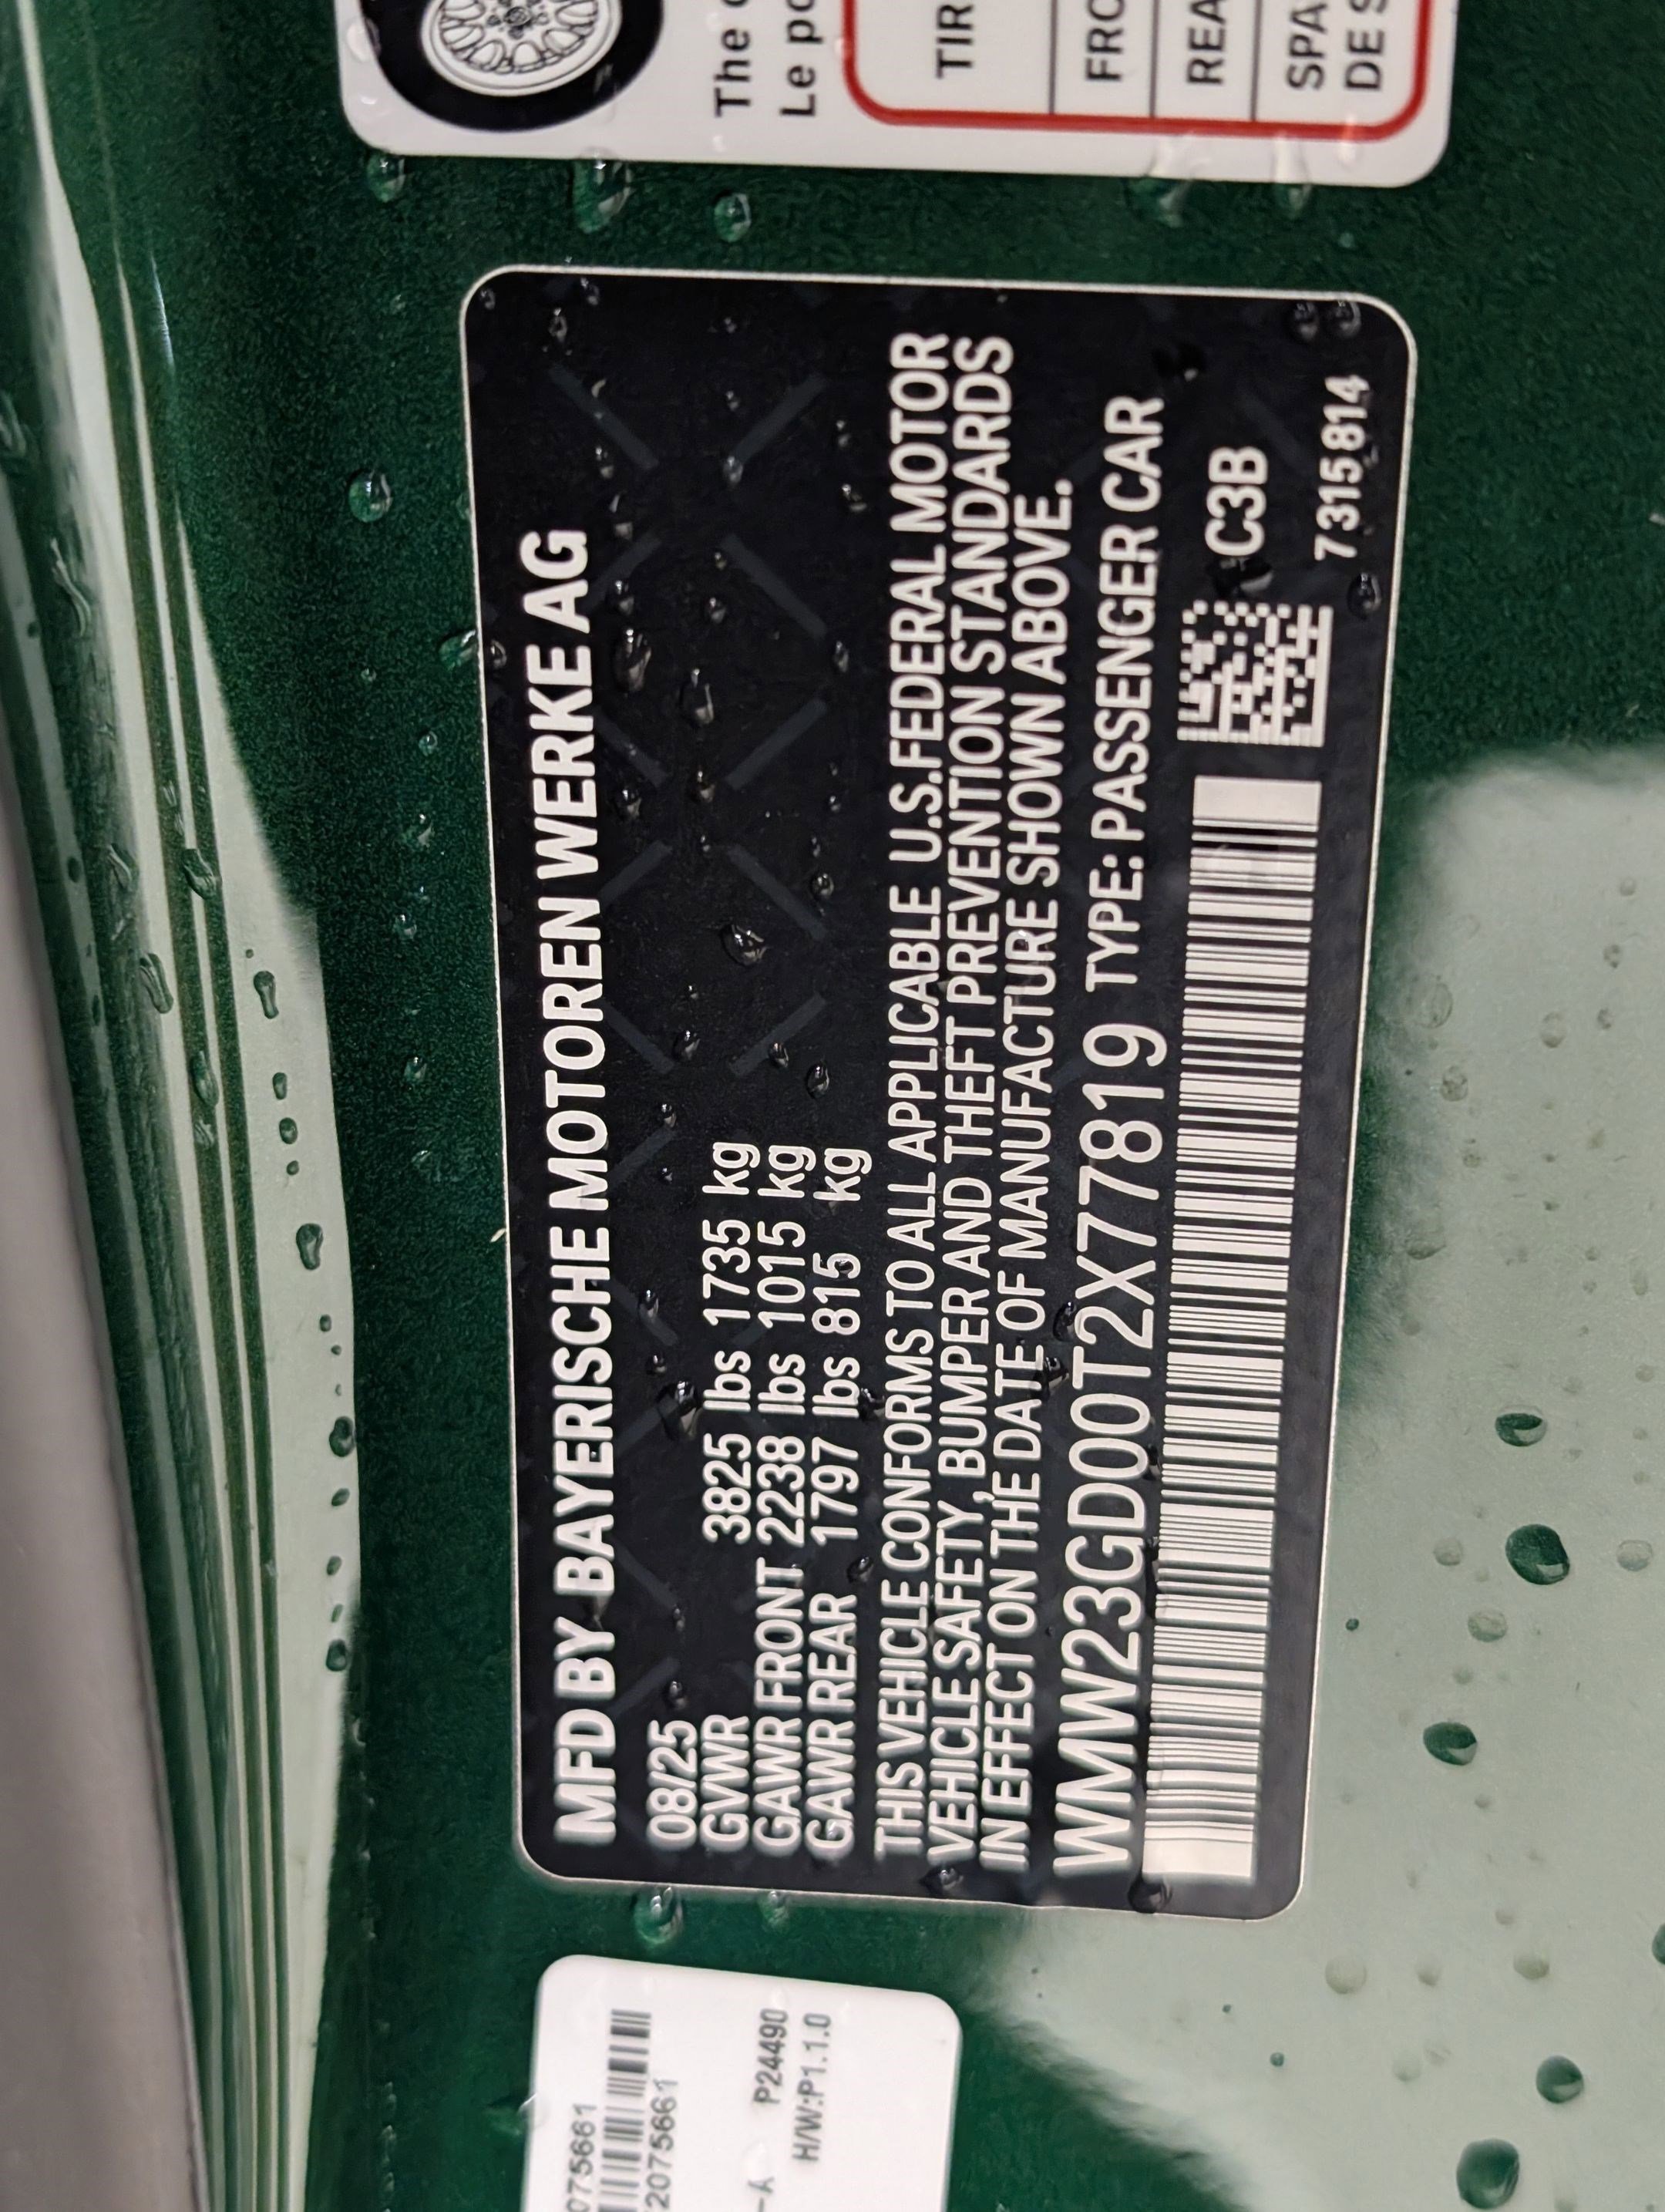 MFD BY BAYERISCHE MOTOREN WERKE AG
08/25
GVWR 3825 lbs 1735 kg
GAWR FRONT 2238 lbs 1015 kg
GAWR REAR 1797 lbs 815 kg
THIS VEHICLE CONFORMS TO ALL APPLICABLE U.S.FEDERAL MOTOR
VEHICLE SAFETY, BUMPER AND THEFT PREVENTION STANDARDS
IN EFFECT ON THE DATE OF MANUFACTURE SHOWN ABOVE.
WMW23GD00T2X77819 TYPE: PASSENGER CAR
C3B
7315814
The
Le
TIR
FRO
REA
SPA
DE S
075661
2075661
-A P24490
H/W:P1.1.0